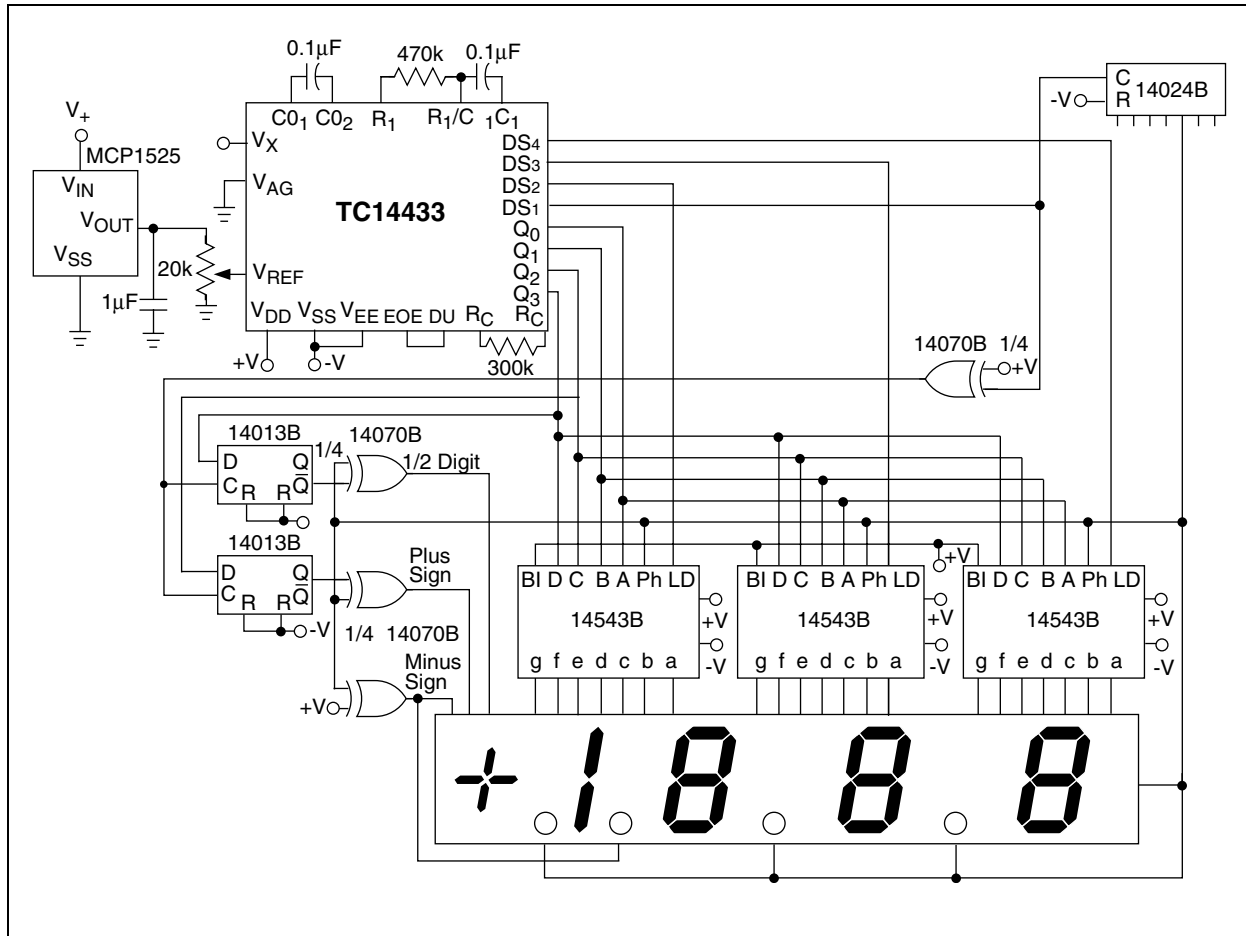 0.1µF
470k
0.1µF
V+
MCP1525
VIN
VOUT
VSS
20k
1µF
C01 C02 R1 R1/C 1C1
VX
VAG
VREF
TC14433
DS4
DS3
DS2
DS1
Q0
Q1
Q2
Q3
VDD VSS VEE EOE DU RC RC
+V
-V
300k
C
R
14024B
-V
14070B 1/4
+V
14013B
D
C
R R
Q
Q̅
1/4
14070B
1/2 Digit
14013B
D
C
R R
Q
Q̅
-V
Plus
Sign
1/4 14070B
Minus
Sign
+V
+V
BI D C B A Ph LD
14543B
g f e d c b a
+V
-V
BI D C B A Ph LD
14543B
g f e d c b a
+V
-V
BI D C B A Ph LD
14543B
g f e d c b a
+V
-V
+1 8 8 8